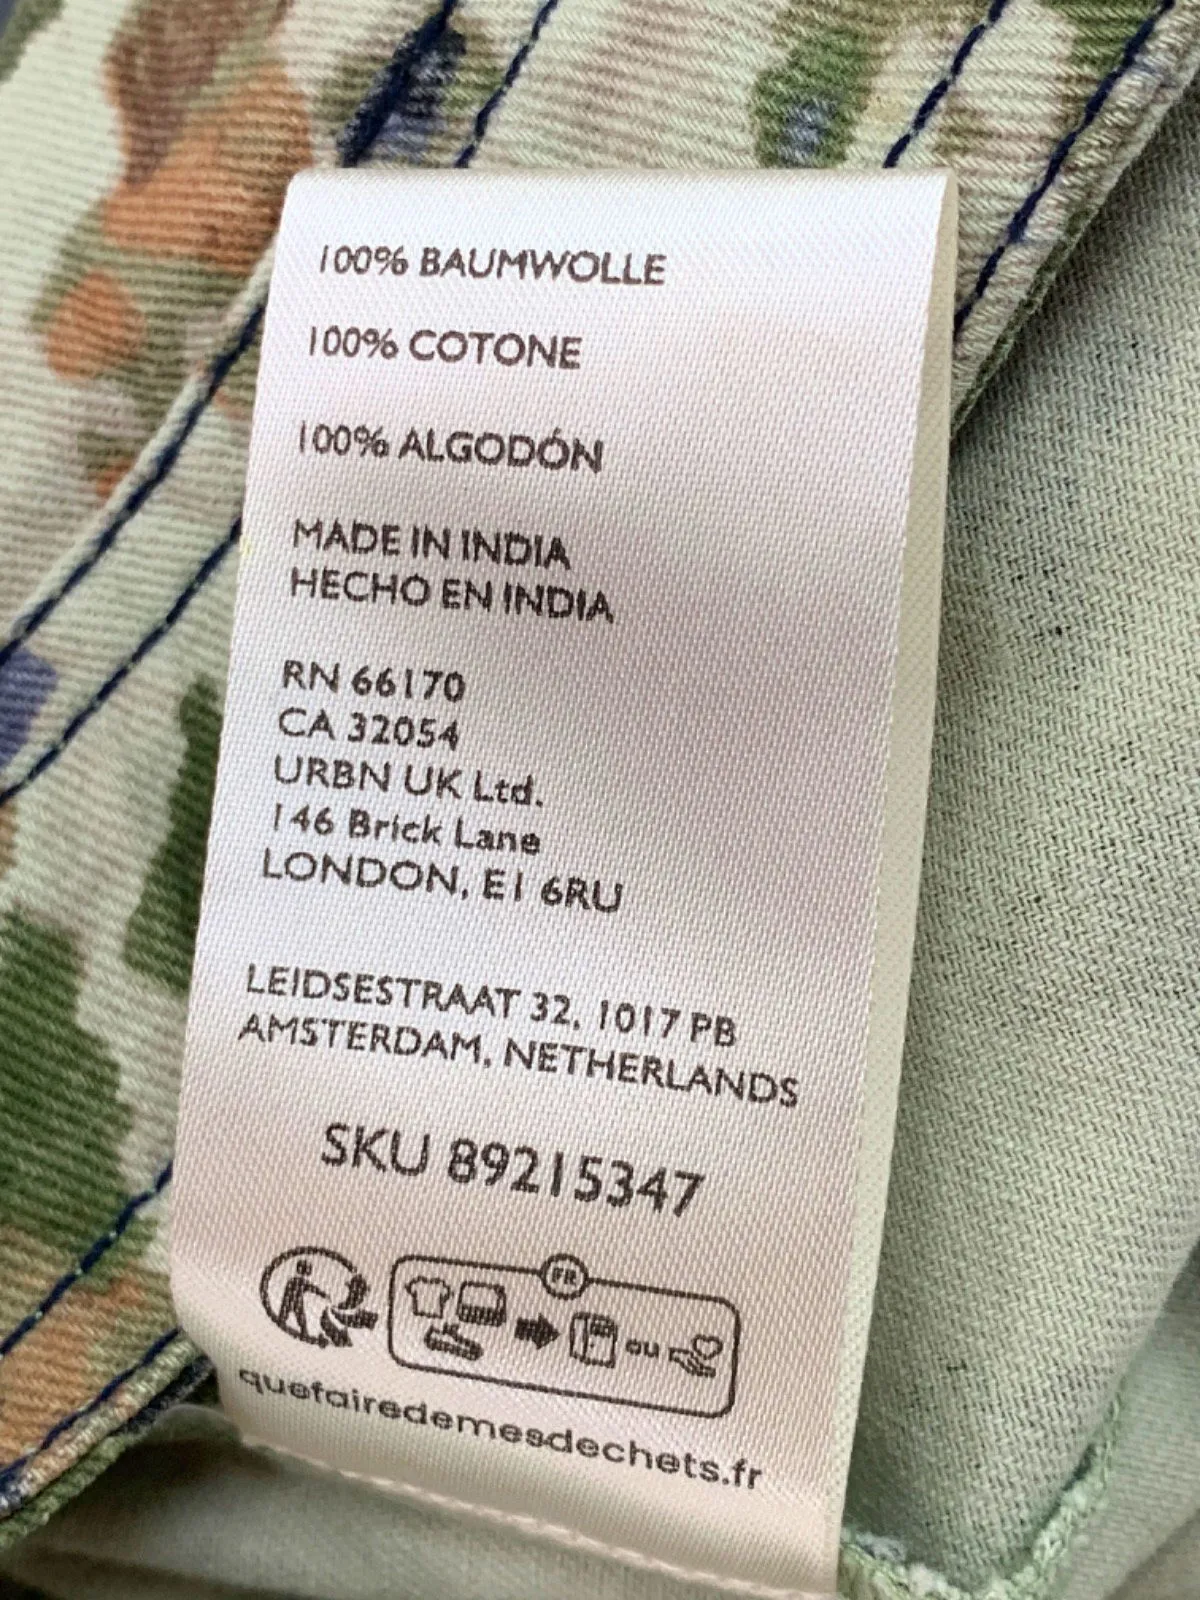 100% BAUMWOLLE
100% COTONE
100% ALGODÓN
MADE IN INDIA
HECHO EN INDIA
RN 66170
CA 32054
URBN UK Ltd.
146 Brick Lane
LONDON, E1 6RU
LEIDSESTRAAT 32, 1017 PB
AMSTERDAM, NETHERLANDS
SKU 89215347
FR
ou
quefairedemesdechets.fr